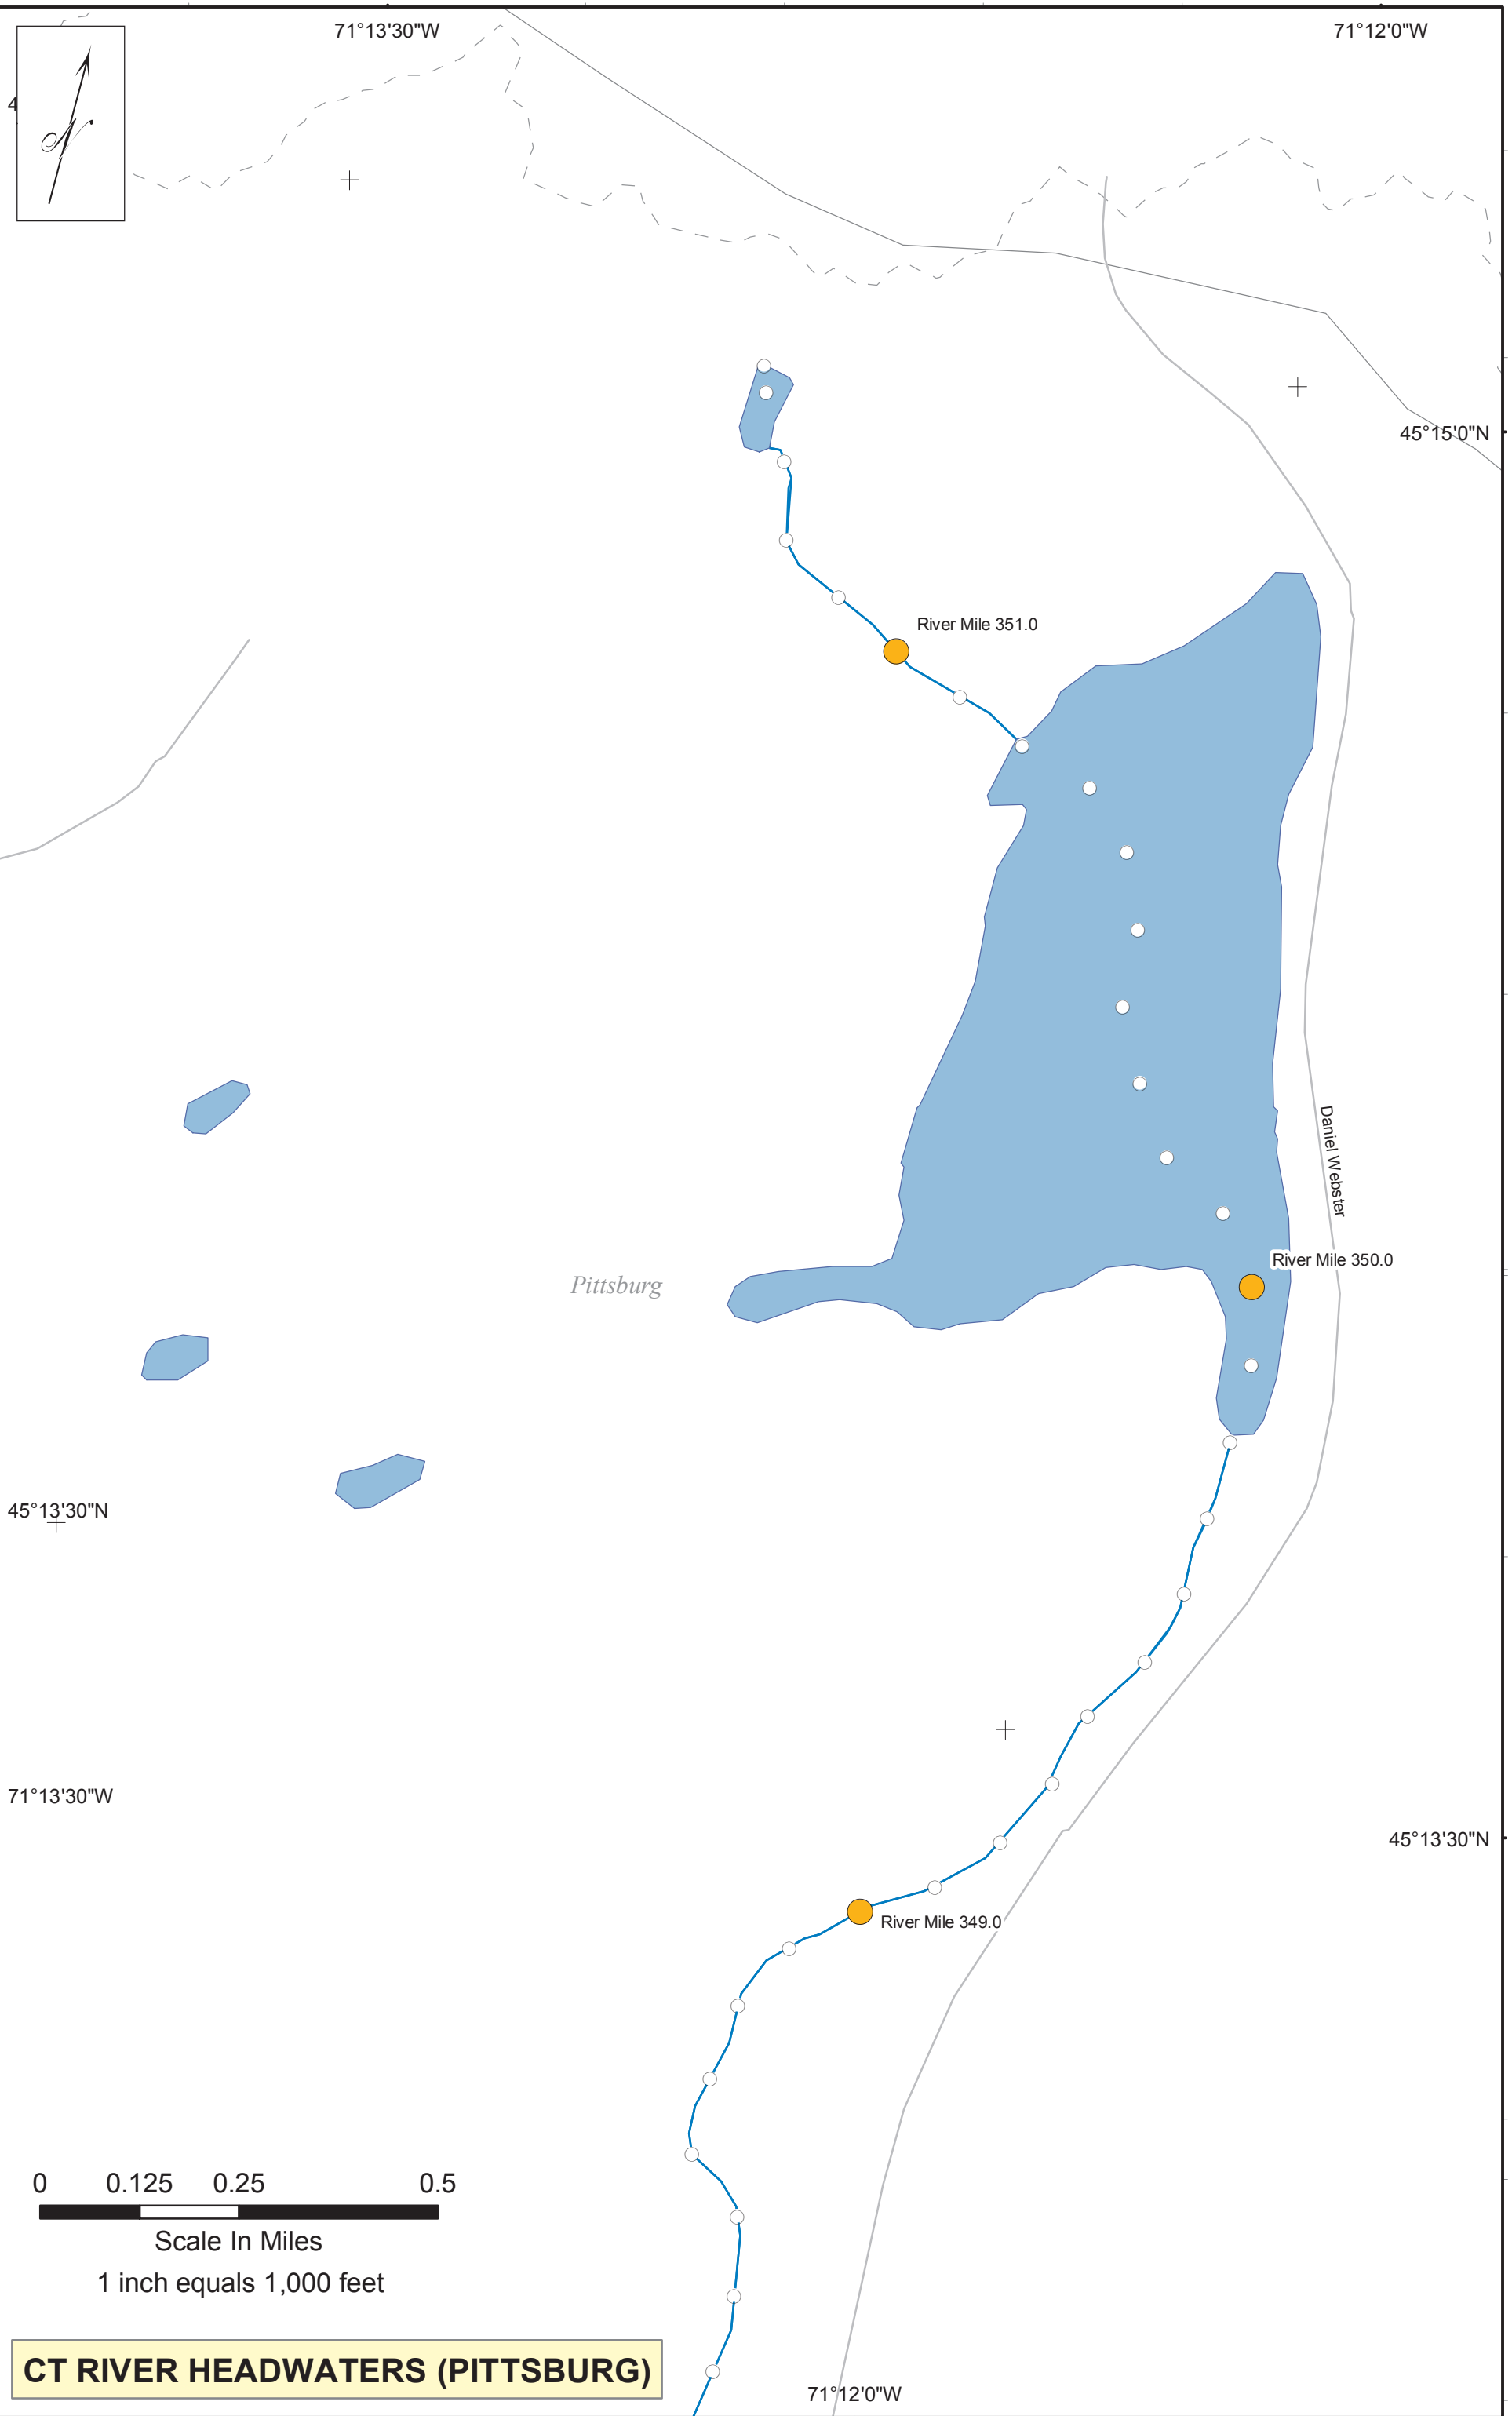 71°13'30"W
71°12'0"W
4
N
45°15'0"N
River Mile 351.0
Daniel Webster
River Mile 350.0
Pittsburg
45°13'30"N
71°13'30"W
45°13'30"N
River Mile 349.0
0 0.125 0.25 0.5
Scale In Miles
1 inch equals 1,000 feet
CT RIVER HEADWATERS (PITTSBURG)
71°12'0"W